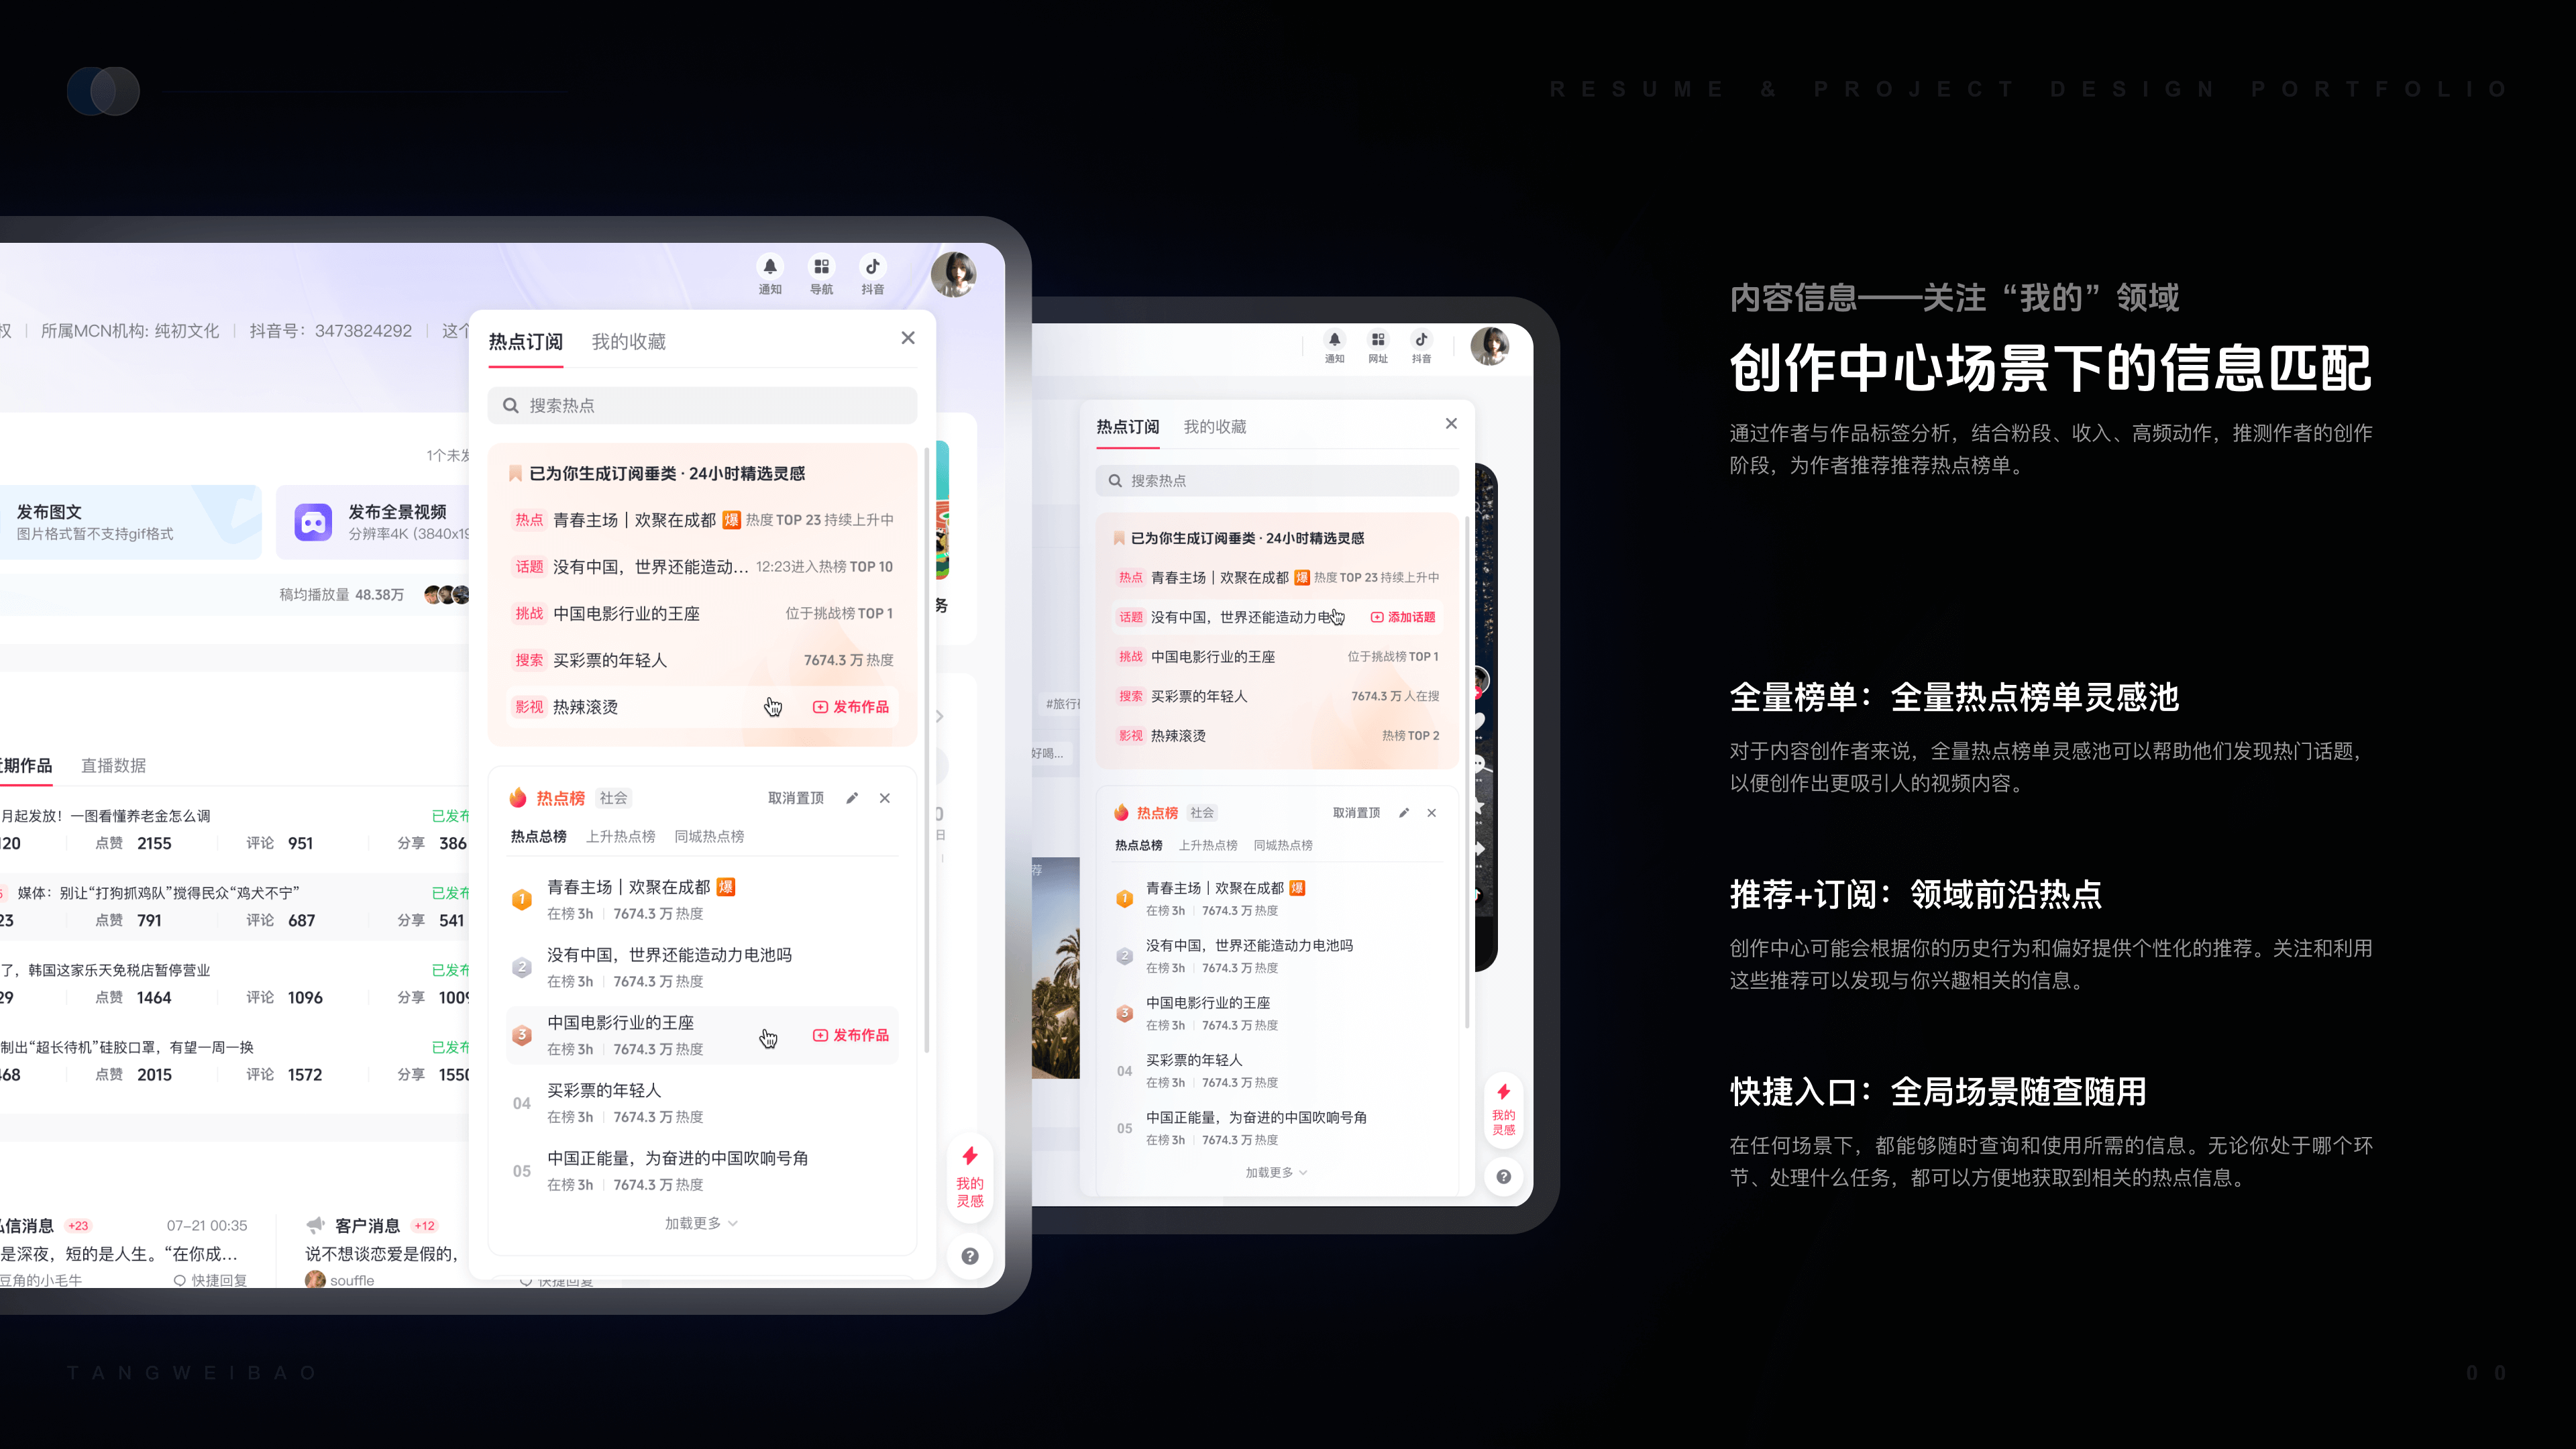 RESUME & PROJECT DESIGN PORTFOLIO
通知
导航
抖音
权 | 所属MCN机构: 纯初文化 | 抖音号：3473824292 | 这个
1个未发
发布图文
图片格式暂不支持gif格式
发布全景视频
分辨率4K (3840x19
稿均播放量 48.38万
务
近期作品
直播数据
月起发放！一图看懂养老金怎么调
已发布
120 点赞 2155 评论 951 分享 386
媒体：别让“打狗抓鸡队”搅得民众“鸡犬不宁”
已发布
23 点赞 791 评论 687 分享 541
了，韩国这家乐天免税店暂停营业
已发布
29 点赞 1464 评论 1096 分享 1009
制出“超长待机”硅胶口罩，有望一周一换
已发布
468 点赞 2015 评论 1572 分享 1550
私信消息 +23 07-21 00:35
是深夜，短的是人生。“在你成…
豆角的小毛牛 快捷回复
客户消息 +12
说不想谈恋爱是假的，
souffle 快捷回复
热点订阅
我的收藏
搜索热点
已为你生成订阅垂类 · 24小时精选灵感
热点 青春主场｜欢聚在成都 爆 热度 TOP 23 持续上升中
话题 没有中国，世界还能造动… 12:23进入热榜 TOP 10
挑战 中国电影行业的王座 位于挑战榜 TOP 1
搜索 买彩票的年轻人 7674.3 万 热度
影视 热辣滚烫 发布作品
热点榜 社会 取消置顶
热点总榜 上升热点榜 同城热点榜
1 青春主场｜欢聚在成都 爆
在榜 3h | 7674.3 万 热度
2 没有中国，世界还能造动力电池吗
在榜 3h | 7674.3 万 热度
3 中国电影行业的王座 发布作品
在榜 3h | 7674.3 万 热度
04 买彩票的年轻人
在榜 3h | 7674.3 万 热度
05 中国正能量，为奋进的中国吹响号角
在榜 3h | 7674.3 万 热度
加载更多
我的
灵感
通知
网址
抖音
#旅行
好喝...
荐
热点订阅
我的收藏
搜索热点
已为你生成订阅垂类 · 24小时精选灵感
热点 青春主场｜欢聚在成都 爆 热度 TOP 23 持续上升中
话题 没有中国，世界还能造动力电 添加话题
挑战 中国电影行业的王座 位于挑战榜 TOP 1
搜索 买彩票的年轻人 7674.3 万 人在搜
影视 热辣滚烫 热榜 TOP 2
热点榜 社会 取消置顶
热点总榜 上升热点榜 同城热点榜
1 青春主场｜欢聚在成都 爆
在榜 3h | 7674.3 万 热度
2 没有中国，世界还能造动力电池吗
在榜 3h | 7674.3 万 热度
3 中国电影行业的王座
在榜 3h | 7674.3 万 热度
04 买彩票的年轻人
在榜 3h | 7674.3 万 热度
05 中国正能量，为奋进的中国吹响号角
在榜 3h | 7674.3 万 热度
加载更多
我的
灵感
内容信息——关注“我的”领域
创作中心场景下的信息匹配
通过作者与作品标签分析，结合粉段、收入、高频动作，推测作者的创作
阶段，为作者推荐推荐热点榜单。
全量榜单：全量热点榜单灵感池
对于内容创作者来说，全量热点榜单灵感池可以帮助他们发现热门话题，
以便创作出更吸引人的视频内容。
推荐+订阅：领域前沿热点
创作中心可能会根据你的历史行为和偏好提供个性化的推荐。关注和利用
这些推荐可以发现与你兴趣相关的信息。
快捷入口：全局场景随查随用
在任何场景下，都能够随时查询和使用所需的信息。无论你处于哪个环
节、处理什么任务，都可以方便地获取到相关的热点信息。
TANGWEIBAO
00